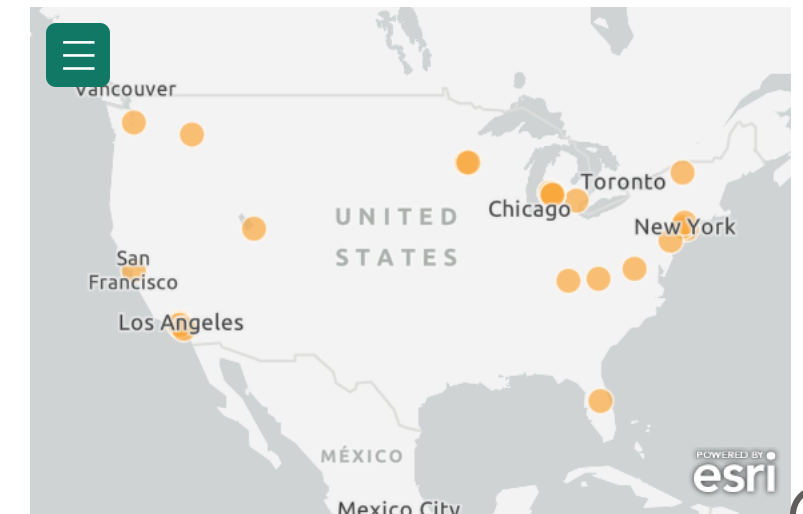 Vancouver
Toronto
Chicago
UNITED
STATES
New York
San
Francisco
Los Angeles
MÉXICO
POWERED BY
esri
Mexico City